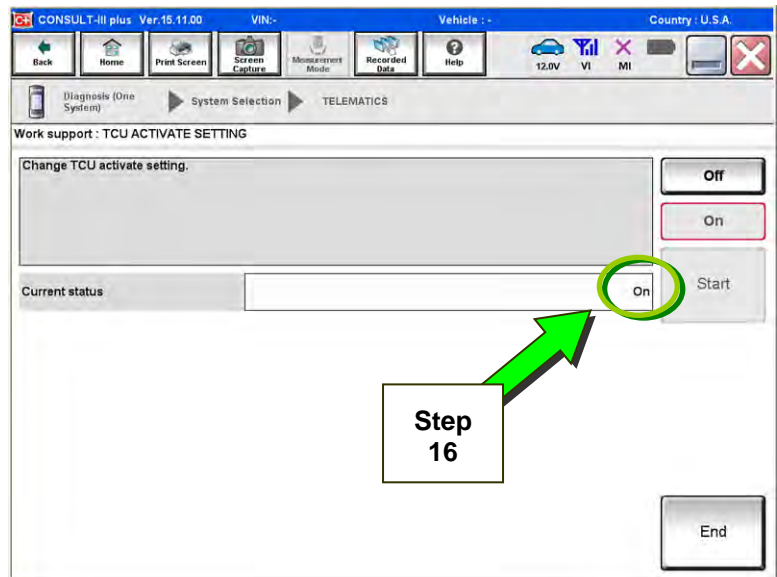 CONSULT-III plus Ver.15.11.00 VIN:- Vehicle : - Country : U.S.A.
Back Home Print Screen Screen Capture Measurement Mode Recorded Data Help 12.0V VI MI
Diagnosis (One System) System Selection TELEMATICS
Work support : TCU ACTIVATE SETTING
Change TCU activate setting.
Off
On
Current status On Start
Step
16
End